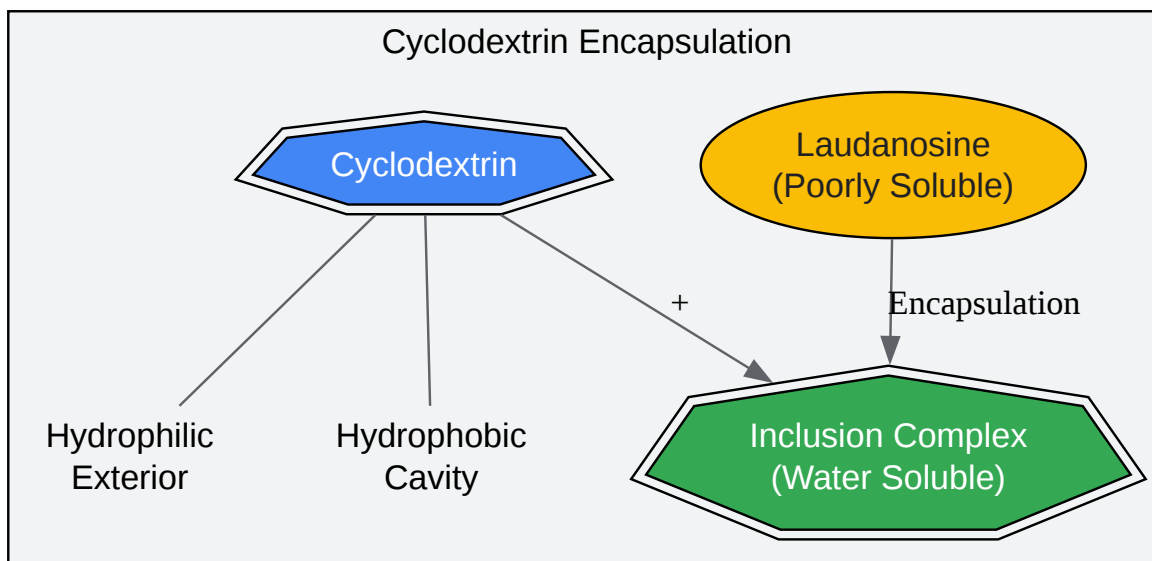 Cyclodextrin Encapsulation
Cyclodextrin
Laudanosine
(Poorly Soluble)
+
Encapsulation
Hydrophilic
Exterior
Hydrophobic
Cavity
Inclusion Complex
(Water Soluble)